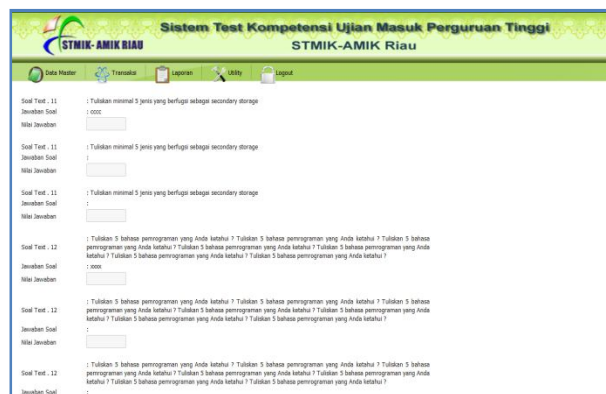 Sistem Test Kompetensi Ujian Masuk Perguruan Tinggi
STMIK-AMIK Riau
STMIK- AMIK RIAU
Data Master Transaksi Laporan Utility Logout
Soal Text . 11 : Tuliskan minimal 5 jenis yang berfugsi sebagai secondary storage
Jawaban Soal :
Nilai Jawaban
Soal Text . 11 : Tuliskan minimal 5 jenis yang berfugsi sebagai secondary storage
Jawaban Soal :
Nilai Jawaban
Soal Text . 11 : Tuliskan minimal 5 jenis yang berfugsi sebagai secondary storage
Jawaban Soal :
Nilai Jawaban
: Tuliskan 5 bahasa pemrograman yang Anda ketahui ? Tuliskan 5 bahasa pemrograman yang Anda ketahui ? Tuliskan 5 bahasa
Soal Text . 12 pemrograman yang Anda ketahui ? Tuliskan 5 bahasa pemrograman yang Anda ketahui ? Tuliskan 5 bahasa pemrograman yang Anda
ketahui ? Tuliskan 5 bahasa pemrograman yang Anda ketahui ? Tuliskan 5 bahasa pemrograman yang Anda ketahui ?
Jawaban Soal : xxxx
Nilai Jawaban
: Tuliskan 5 bahasa pemrograman yang Anda ketahui ? Tuliskan 5 bahasa pemrograman yang Anda ketahui ? Tuliskan 5 bahasa
Soal Text . 12 pemrograman yang Anda ketahui ? Tuliskan 5 bahasa pemrograman yang Anda ketahui ? Tuliskan 5 bahasa pemrograman yang Anda
ketahui ? Tuliskan 5 bahasa pemrograman yang Anda ketahui ? Tuliskan 5 bahasa pemrograman yang Anda ketahui ?
Jawaban Soal :
Nilai Jawaban
: Tuliskan 5 bahasa pemrograman yang Anda ketahui ? Tuliskan 5 bahasa pemrograman yang Anda ketahui ? Tuliskan 5 bahasa
Soal Text . 12 pemrograman yang Anda ketahui ? Tuliskan 5 bahasa pemrograman yang Anda ketahui ? Tuliskan 5 bahasa pemrograman yang Anda
ketahui ? Tuliskan 5 bahasa pemrograman yang Anda ketahui ? Tuliskan 5 bahasa pemrograman yang Anda ketahui ?
Jawaban Soal :